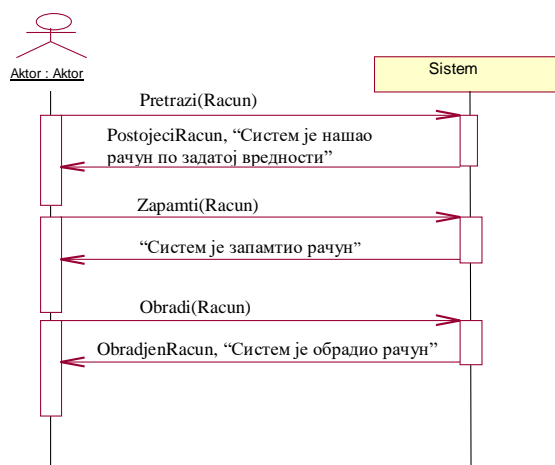 Aktor : Aktor
Sistem
Pretrazi(Racun)
PostojeciRacun, “Систем је нашао
рачун по задатој вредности”
Zapamti(Racun)
“Систем је запамтио рачун”
Obradi(Racun)
ObradjenRacun, “Систем је обрадио рачун”